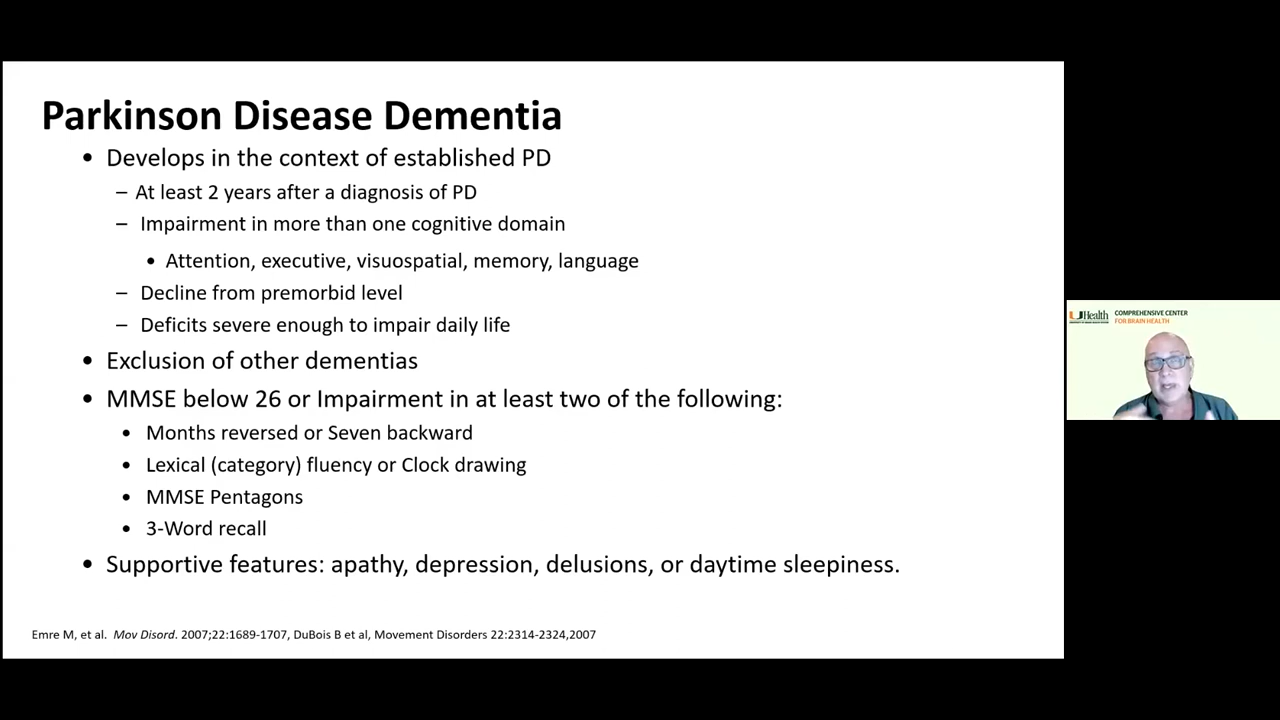 Parkinson Disease Dementia
• Develops in the context of established PD
– At least 2 years after a diagnosis of PD
– Impairment in more than one cognitive domain
• Attention, executive, visuospatial, memory, language
– Decline from premorbid level
– Deficits severe enough to impair daily life
• Exclusion of other dementias
• MMSE below 26 or Impairment in at least two of the following:
• Months reversed or Seven backward
• Lexical (category) fluency or Clock drawing
• MMSE Pentagons
• 3-Word recall
• Supportive features: apathy, depression, delusions, or daytime sleepiness.
Emre M, et al. Mov Disord. 2007;22:1689-1707, DuBois B et al, Movement Disorders 22:2314-2324,2007
UHealth
COMPREHENSIVE CENTER
FOR BRAIN HEALTH